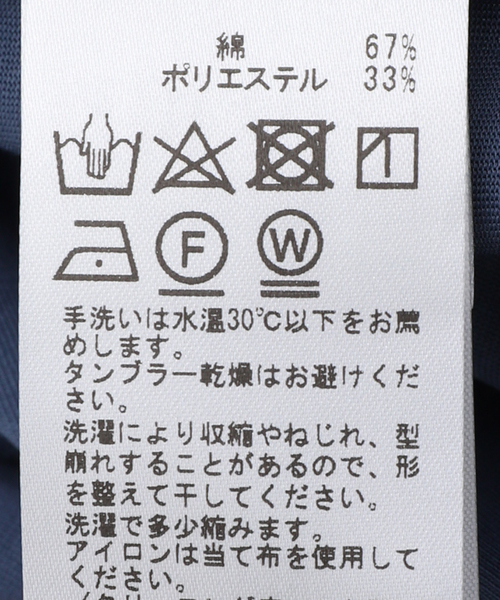 綿 67%
ポリエステル 33%
F W
手洗いは水温30℃以下をお薦
めします。
タンブラー乾燥はお避けくだ
さい。
洗濯により収縮やねじれ、型
崩れすることがあるので、形
を整えて干してください。
洗濯で多少縮みます。
アイロンは当て布を使用して
ください。